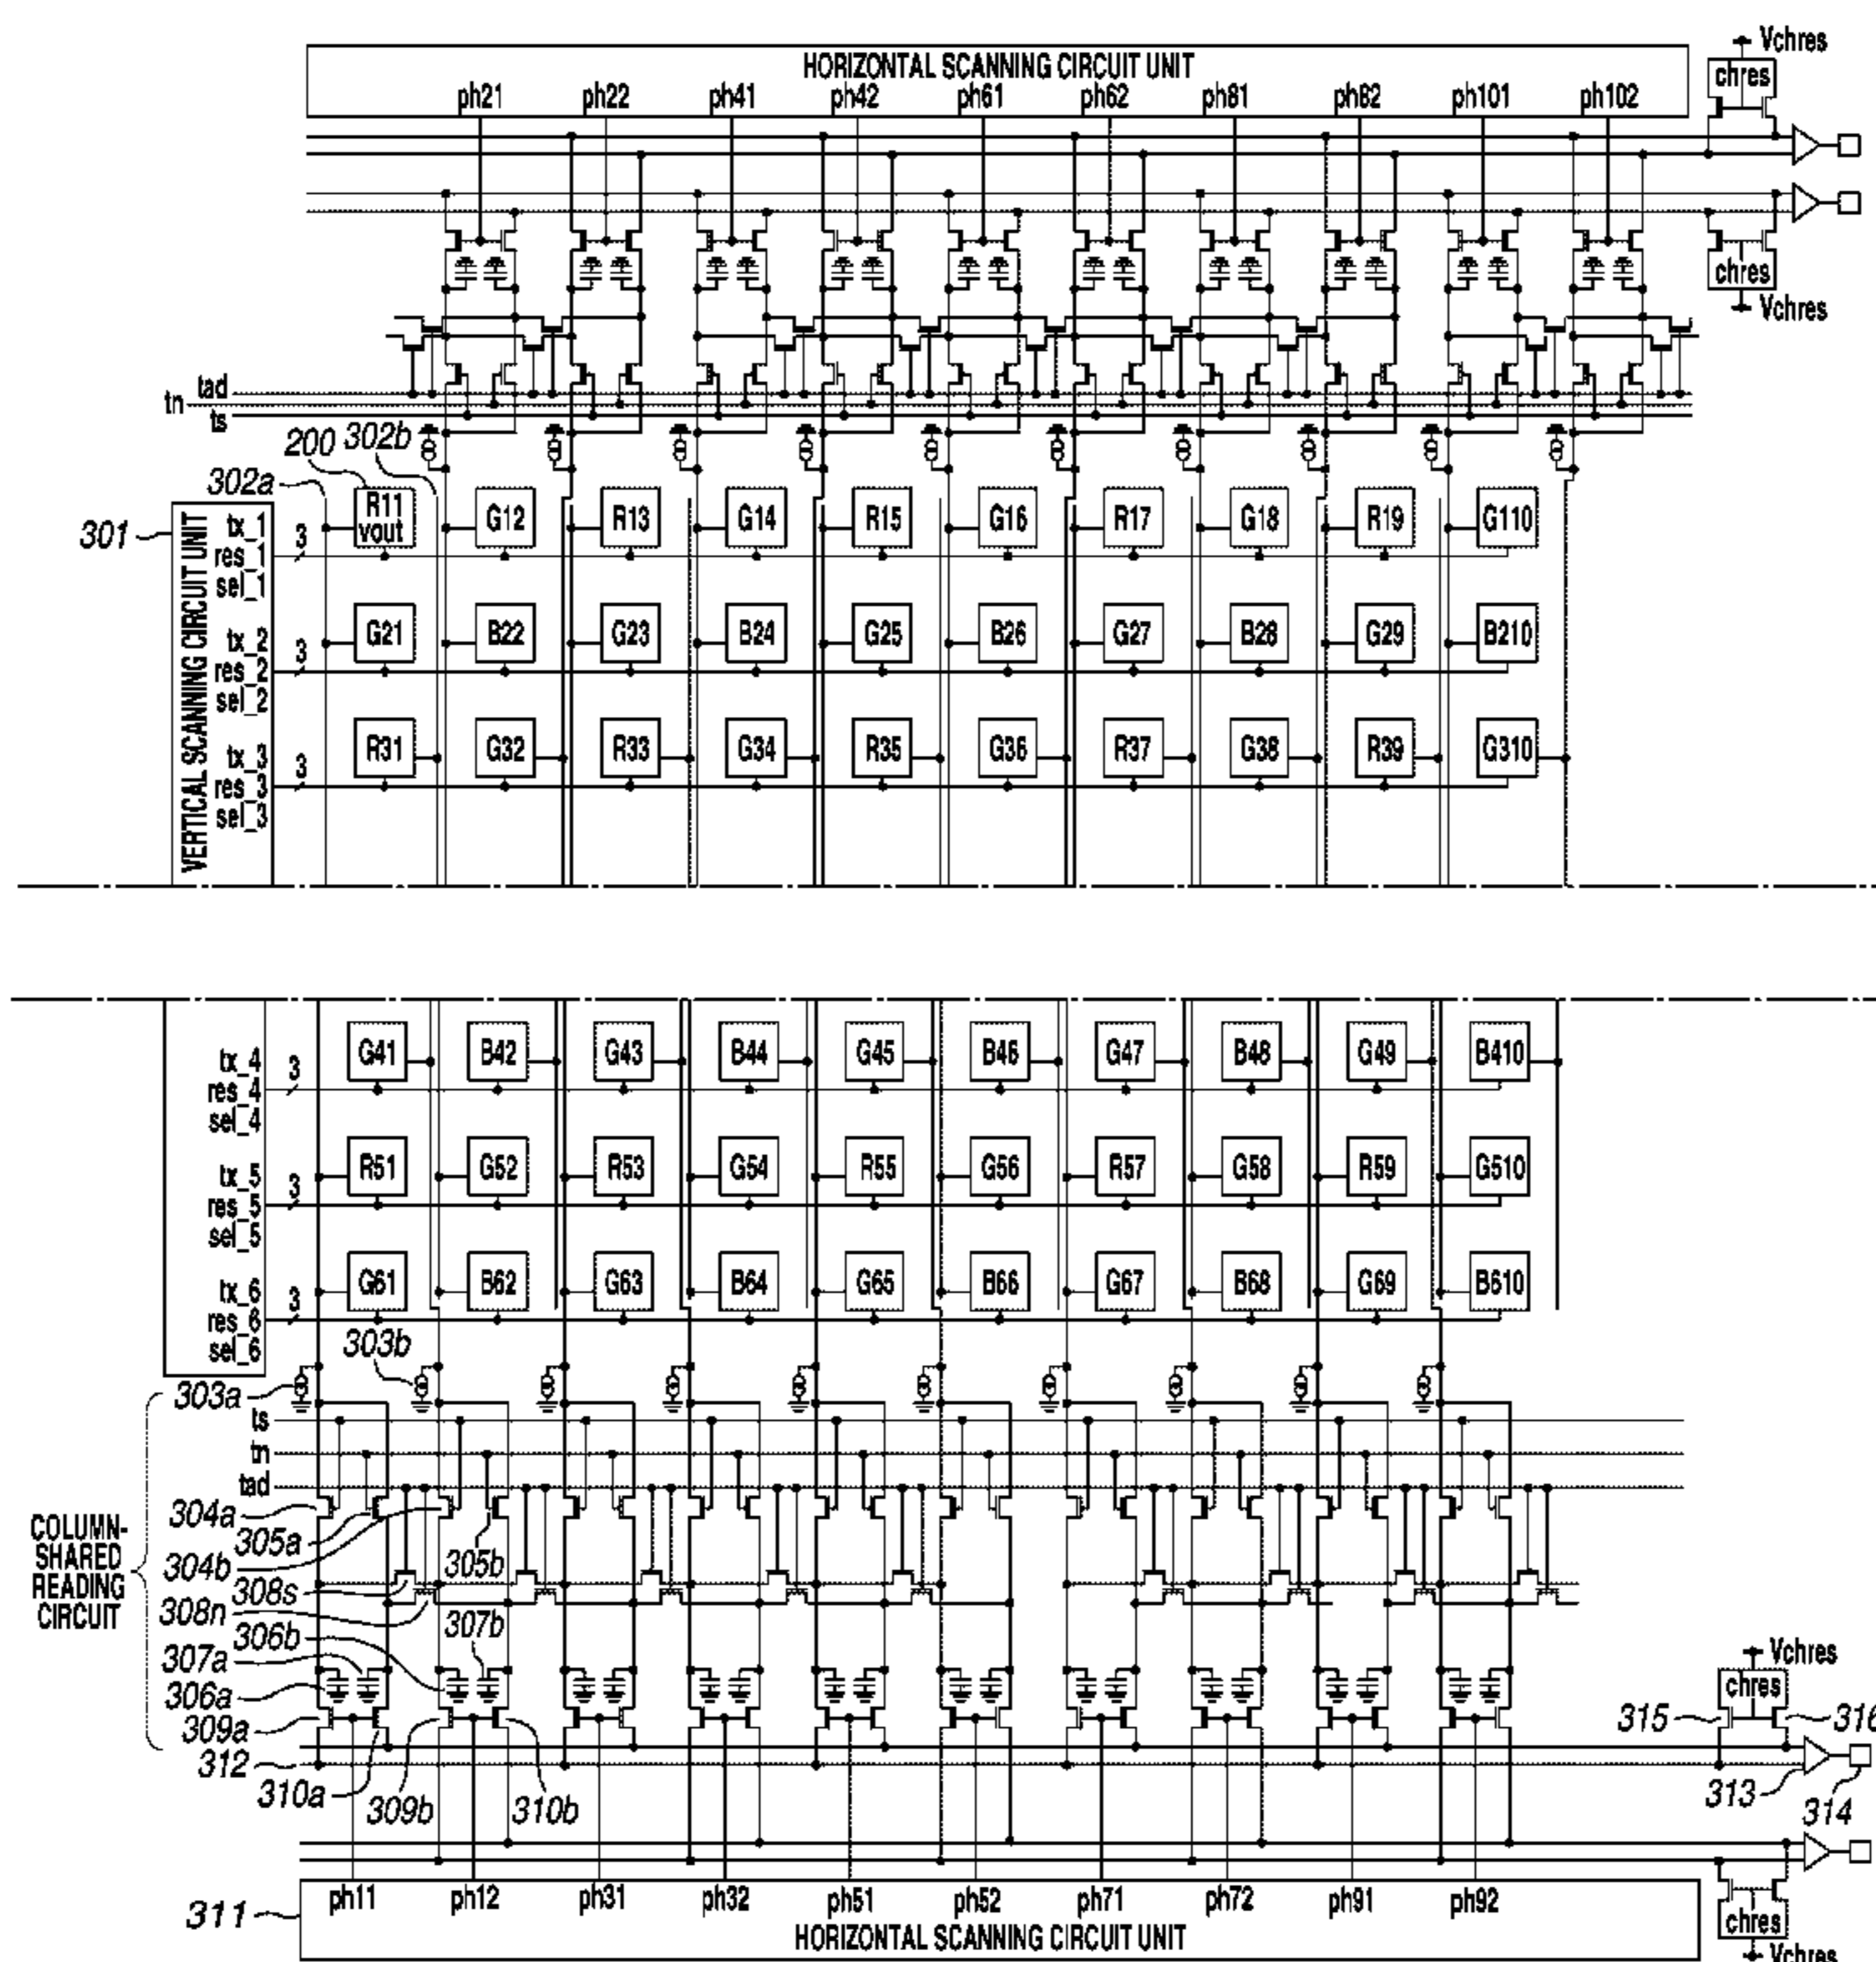 Vchres
HORIZONTAL SCANNING CIRCUIT UNIT
chres
ph21 ph22 ph41 ph42 ph61 ph62 ph81 ph82 ph101 ph102
chres
Vchres
tad
tn
ts
200 302b
302a
301
VERTICAL SCANNING CIRCUIT UNIT
tx_1 3 R11 vout G12 R13 G14 R15 G16 R17 G18 R19 G110
res_1
sel_1
tx_2 3 G21 B22 G23 B24 G25 B26 G27 B28 G29 B210
res_2
sel_2
tx_3 3 R31 G32 R33 G34 R35 G36 R37 G38 R39 G310
res_3
sel_3
tx_4 3 G41 B42 G43 B44 G45 B46 G47 B48 G49 B410
res_4
sel_4
tx_5 3 R51 G52 R53 G54 R55 G56 R57 G58 R59 G510
res_5
sel_5
tx_6 3 G61 B62 G63 B64 G65 B66 G67 B68 G69 B610
res_6
sel_6
303b
303a
ts
tn
tad
304a
305a
304b 305b
COLUMN-
SHARED
READING
CIRCUIT
308s
308n
306b 307b
307a
306a
309a
312
310a 309b 310b
Vchres
chres
315 316
313 314
311
ph11 ph12 ph31 ph32 ph51 ph52 ph71 ph72 ph91 ph92
HORIZONTAL SCANNING CIRCUIT UNIT
chres
Vchres